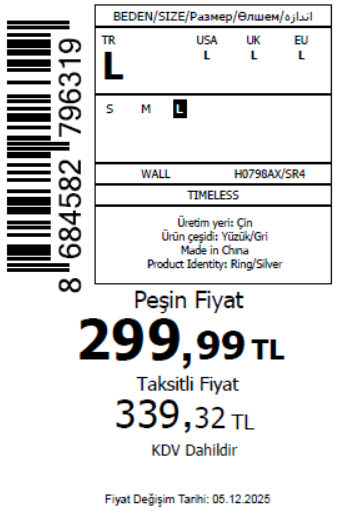 BEDEN/SIZE/Размер/Өлшем/اندازه
TR USA UK EU
L L L L
S M L
WALL H0798AX/SR4
TIMELESS
Üretim yeri: Çin
Ürün çeşidi: Yüzük/Gri
Made in China
Product Identity: Ring/Silver
8 684582 796319
Peşin Fiyat
299,99 TL
Taksitli Fiyat
339,32 TL
KDV Dahildir
Fiyat Değişim Tarihi: 05.12.2025